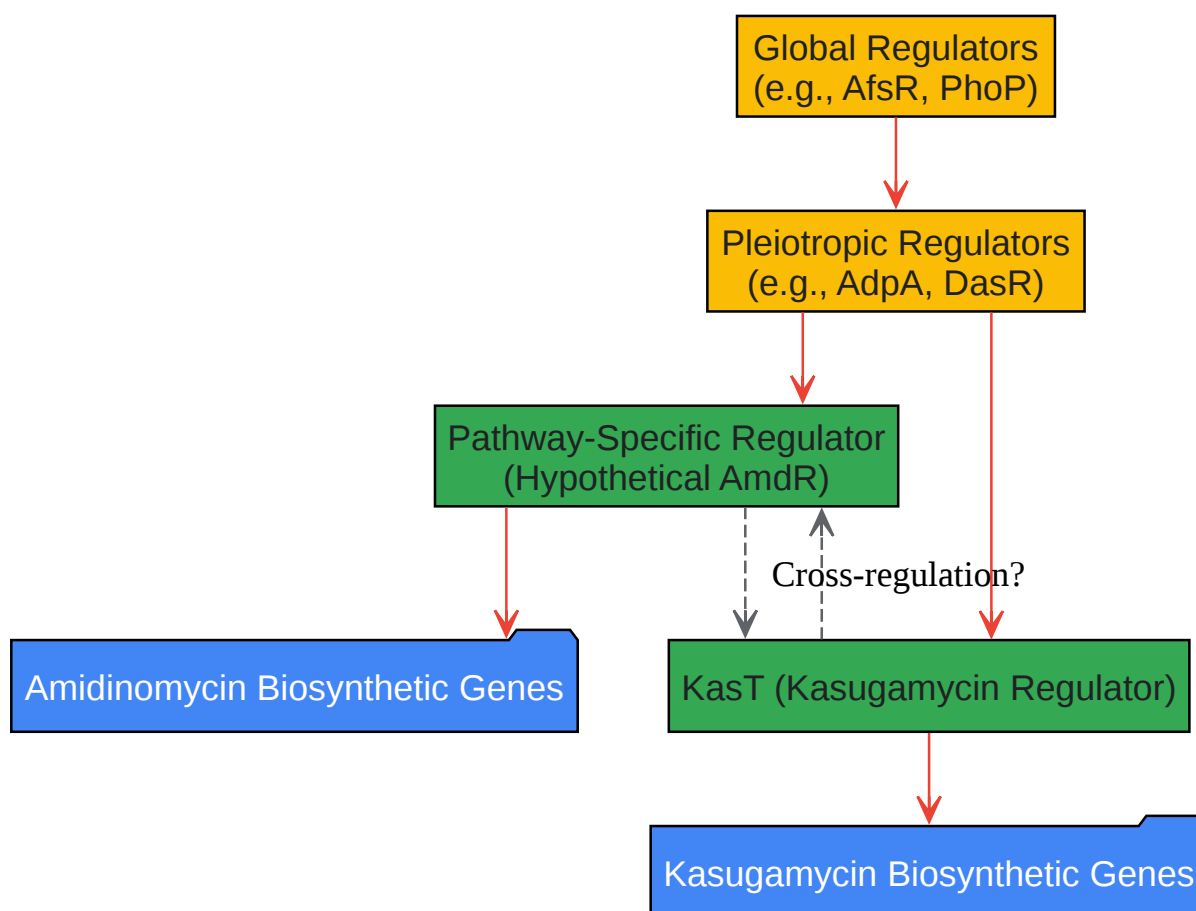 Global Regulators
(e.g., AfsR, PhoP)
Pleiotropic Regulators
(e.g., AdpA, DasR)
Pathway-Specific Regulator
(Hypothetical AmdR)
Cross-regulation?
Amidinomycin Biosynthetic Genes
KasT (Kasugamycin Regulator)
Kasugamycin Biosynthetic Genes